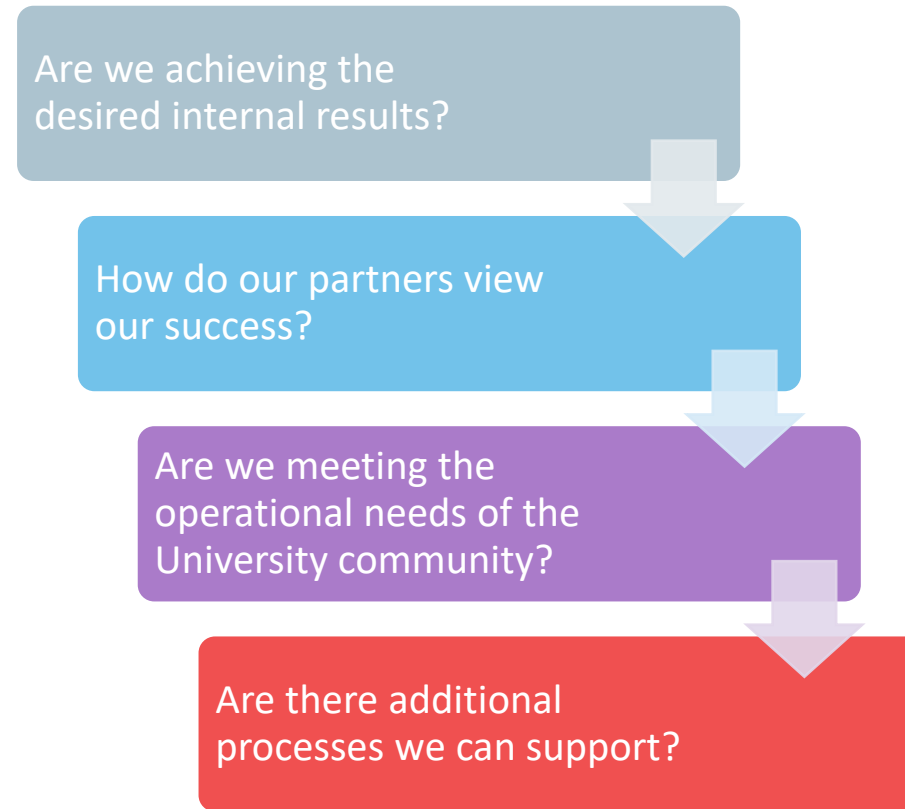 Are we achieving the
desired internal results?
How do our partners view
our success?
Are we meeting the
operational needs of the
University community?
Are there additional
processes we can support?